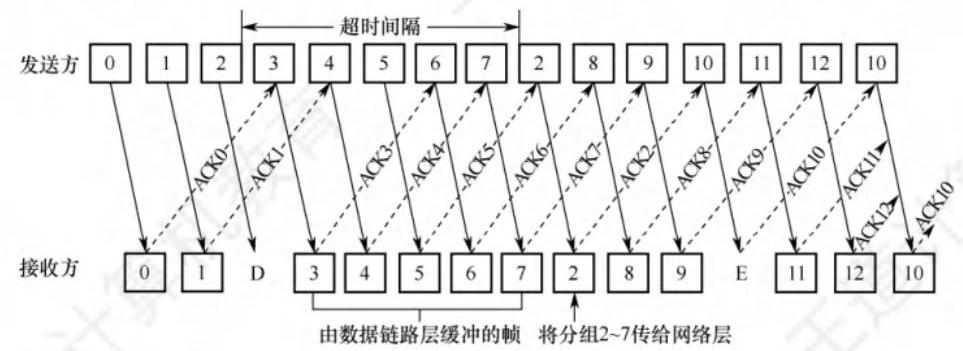 超时间隔
发送方 0 1 2 3 4 5 6 7 2 8 9 10 11 12 10
ACK0 ACK1 ACK3 ACK4 ACK5 ACK6 ACK7 ACK2 ACK8 ACK9 ACK10 ACK11 ACK12 ACK10
接收方 0 1 D 3 4 5 6 7 2 8 9 E 11 12 10
由数据链路层缓冲的帧 将分组2~7传给网络层